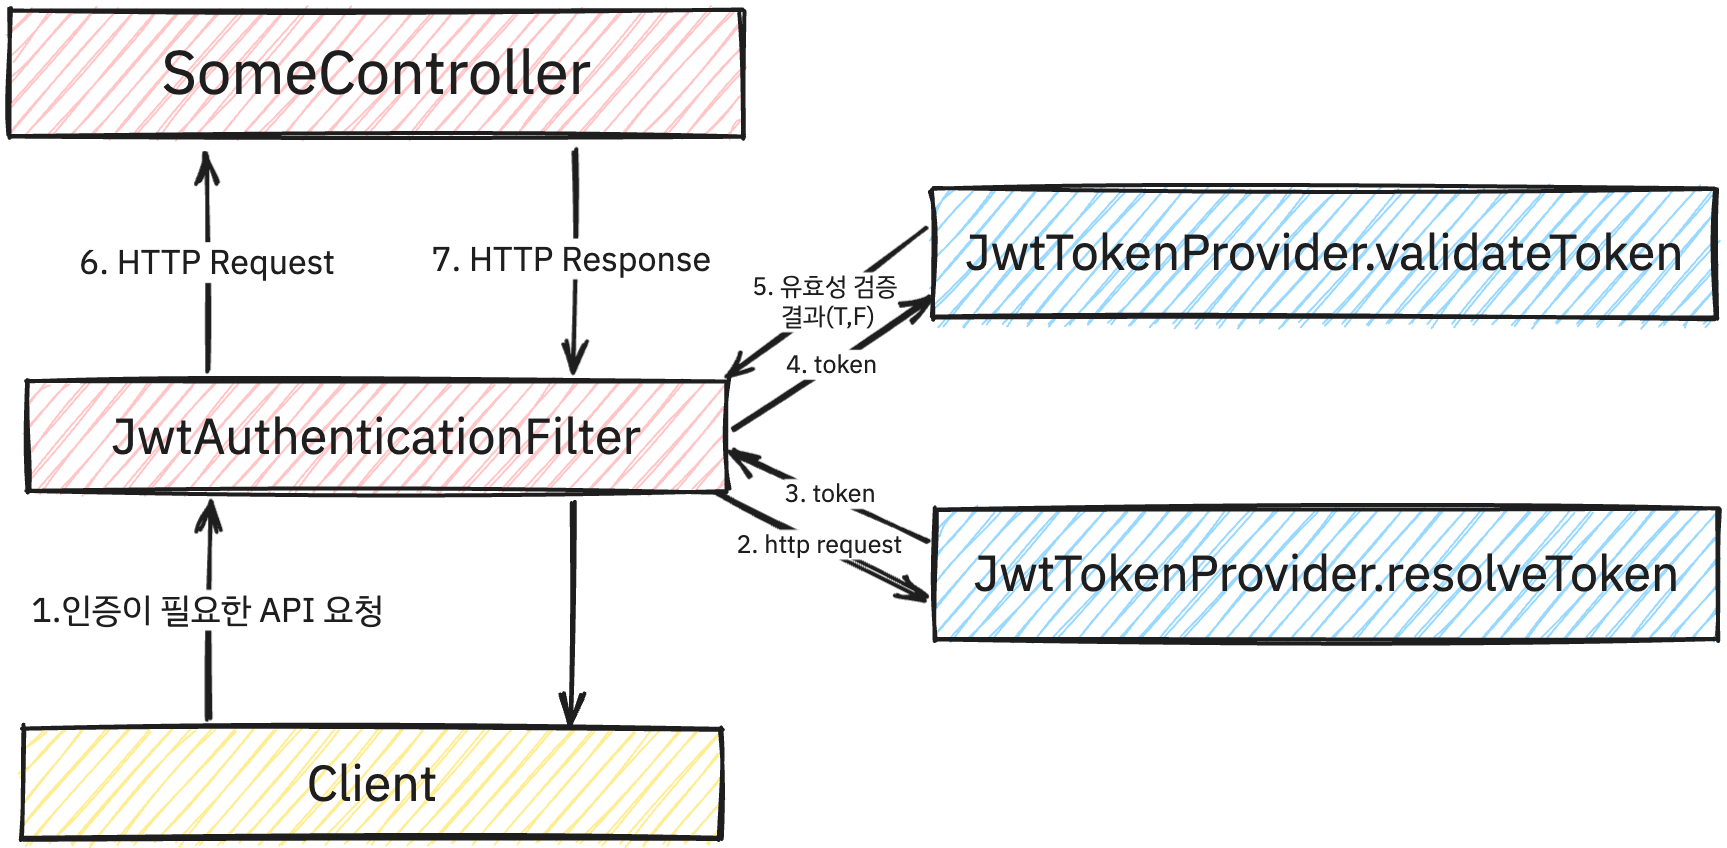 SomeController
6. HTTP Request
7. HTTP Response
JwtTokenProvider.validateToken
5. 유효성 검증
결과(T,F)
4. token
JwtAuthenticationFilter
3. token
2. http request
JwtTokenProvider.resolveToken
1.인증이 필요한 API 요청
Client